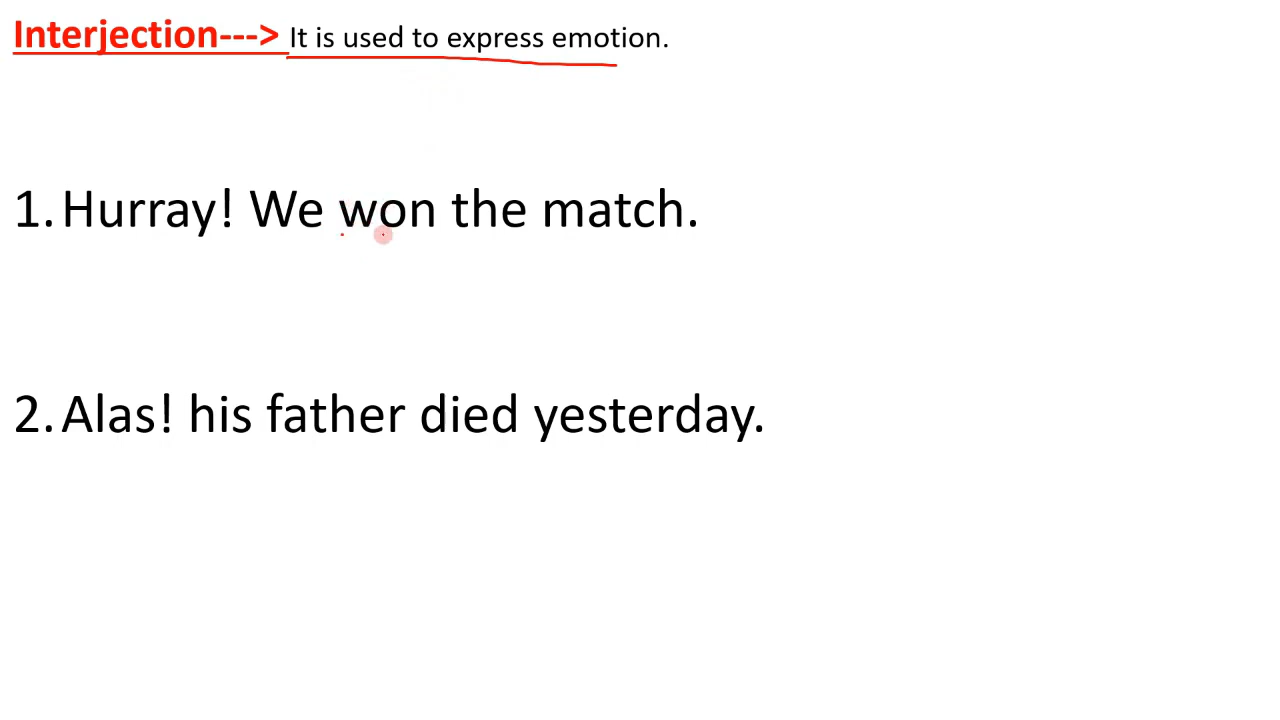 Interjection---> It is used to express emotion.
1. Hurray! We won the match.
2. Alas! his father died yesterday.